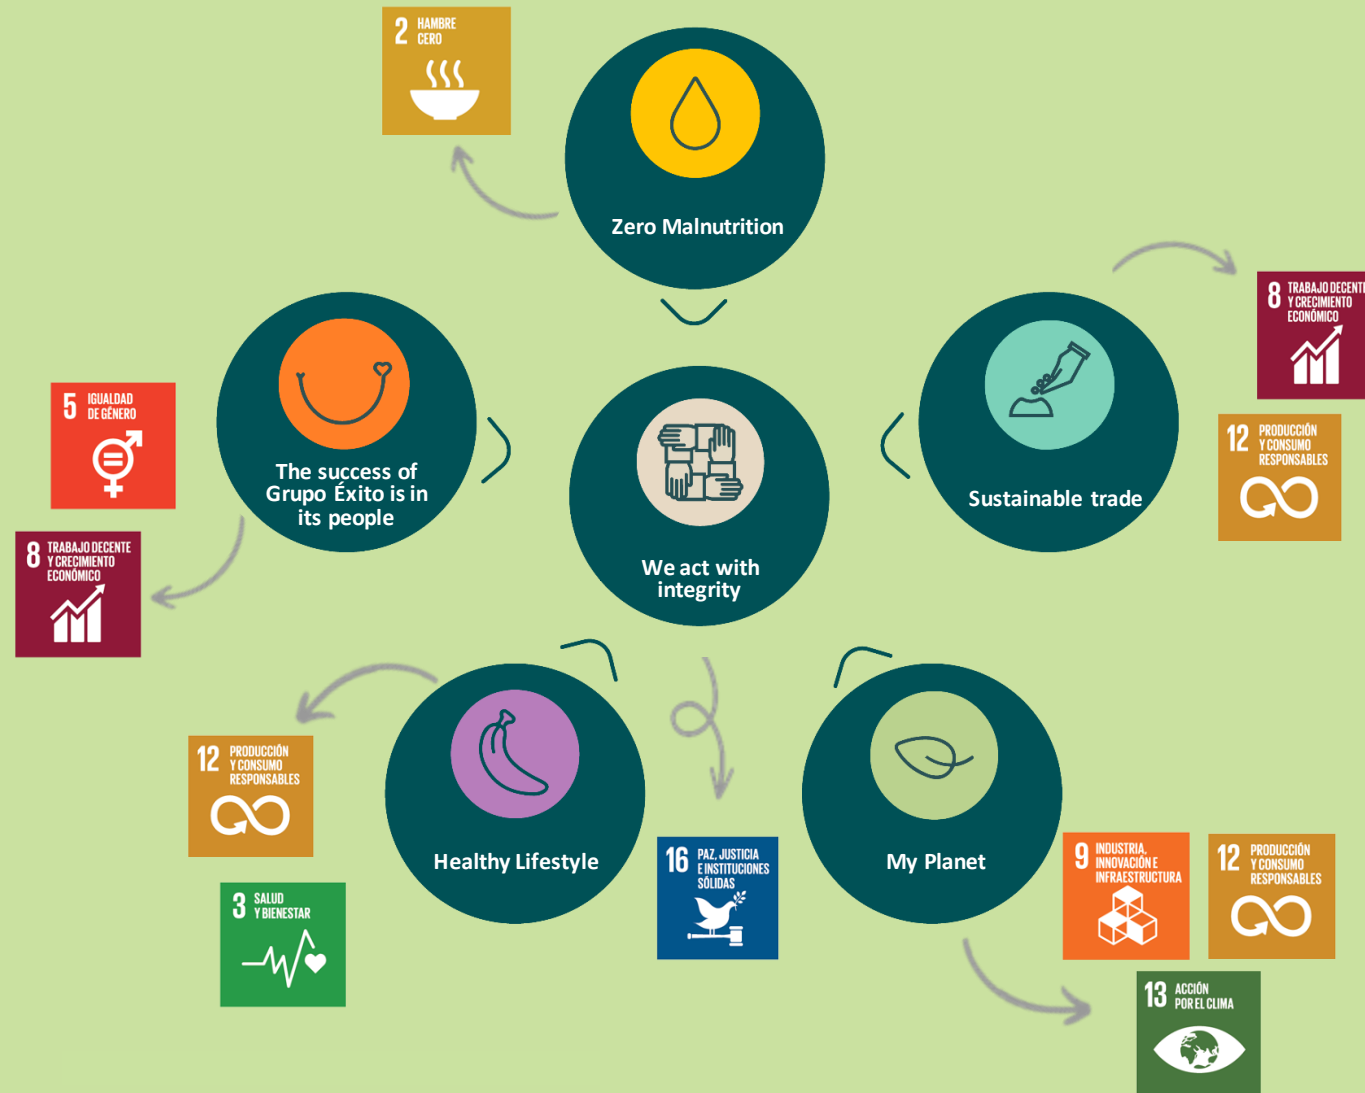 2 HAMBRE
CERO
Zero Malnutrition
8 TRABAJO DECENTE
Y CRECIMIENTO
ECONÓMICO
12 PRODUCCIÓN
Y CONSUMO
RESPONSABLES
Sustainable trade
5 IGUALDAD
DE GÉNERO
The success of
Grupo Éxito is in
its people
8 TRABAJO DECENTE
Y CRECIMIENTO
ECONÓMICO
We act with
integrity
12 PRODUCCIÓN
Y CONSUMO
RESPONSABLES
Healthy Lifestyle
3 SALUD
Y BIENESTAR
16 PAZ, JUSTICIA
E INSTITUCIONES
SÓLIDAS
My Planet
9 INDUSTRIA,
INNOVACIÓN E
INFRAESTRUCTURA
12 PRODUCCIÓN
Y CONSUMO
RESPONSABLES
13 ACCIÓN
POR EL CLIMA